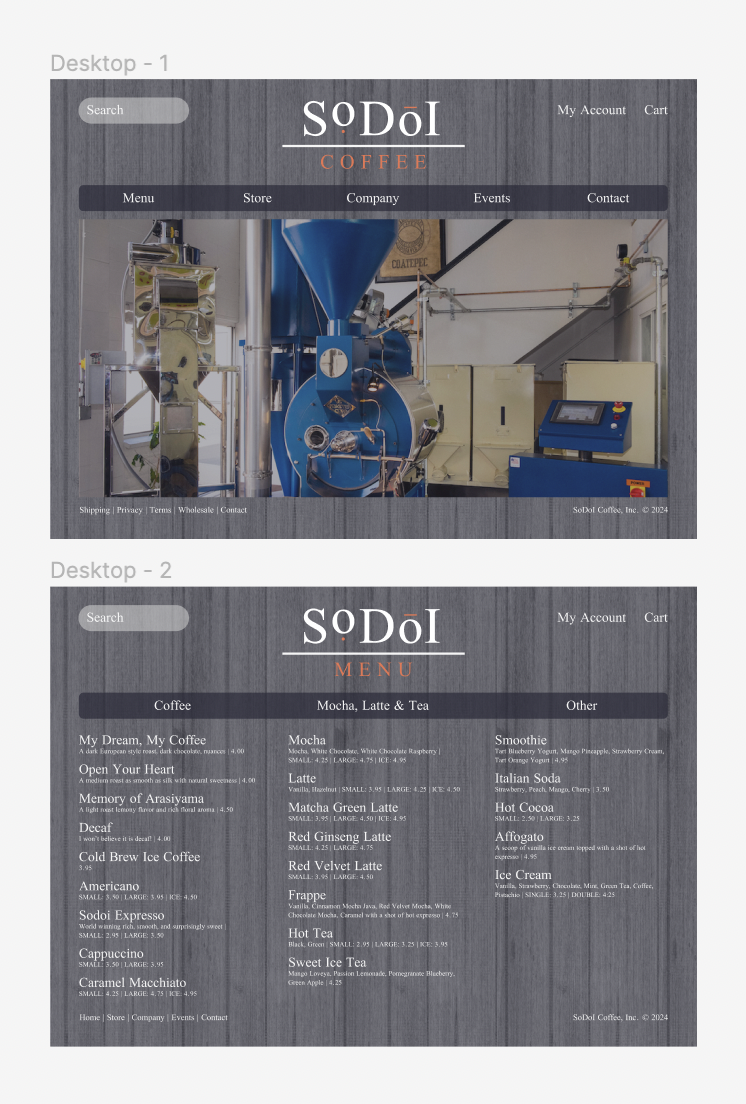 Desktop - 1
Search
SoDōI
My Account Cart
COFFEE
Menu Store Company Events Contact
COATEPEC
Shipping | Privacy | Terms | Wholesale | Contact
SoDoI Coffee, Inc. © 2024
Desktop - 2
Search
SoDōI
My Account Cart
MENU
Coffee
Mocha, Latte & Tea
Other
My Dream, My Coffee
A dark European style roast, dark chocolate, nuances | 4.00
Open Your Heart
A medium roast as smooth as silk with natural sweetness | 4.00
Memory of Arasiyama
A light roast lemony flavor and rich floral aroma | 4.50
Decaf
I won't believe it is decaf! | 4.00
Cold Brew Ice Coffee
3.95
Americano
SMALL: 3.50 | LARGE: 3.95 | ICE: 4.50
Sodoi Expresso
World waming rich, smooth, and surprisingly sweet |
SMALL: 2.95 | LARGE: 3.50
Cappuccino
SMALL: 3.50 | LARGE: 3.95
Caramel Macchiato
SMALL: 4.25 | LARGE: 4.75 | ICE: 4.95
Mocha
Mocha, White Chocolate, White Chocolate Raspberry |
SMALL: 4.25 | LARGE: 4.75 | ICE: 4.95
Latte
Vanilla, Hazelnut | SMALL: 3.95 | LARGE: 4.25 | ICE: 4.50
Matcha Green Latte
SMALL: 3.95 | LARGE: 4.50 | ICE: 4.95
Red Ginseng Latte
SMALL: 4.25 | LARGE: 4.75
Red Velvet Latte
SMALL: 3.95 | LARGE: 4.50
Frappe
Vanilla, Cinnamon Mocha Java, Red Velvet Mocha, White
Chocolate Mocha, Caramel with a shot of hot expresso | 4.75
Hot Tea
Black, Green | SMALL: 2.95 | LARGE: 3.25 | ICE: 3.95
Sweet Ice Tea
Mango Loveya, Passion Lemonade, Pomegranate Blueberry,
Green Apple | 4.25
Smoothie
Tart Blueberry Yogurt, Mango Pineapple, Strawberry Cream,
Tart Orange Yogurt | 4.95
Italian Soda
Strawberry, Peach, Mango, Cherry | 3.50
Hot Cocoa
SMALL: 2.50 | LARGE: 3.25
Affogato
A scoop of vanilla ice cream topped with a shot of hot
expresso | 4.95
Ice Cream
Vanilla, Strawberry, Chocolate, Mint, Green Tea, Coffee,
Pistachio | SINGLE: 3.25 | DOUBLE: 4.25
Home | Store | Company | Events | Contact
SoDoI Coffee, Inc. © 2024